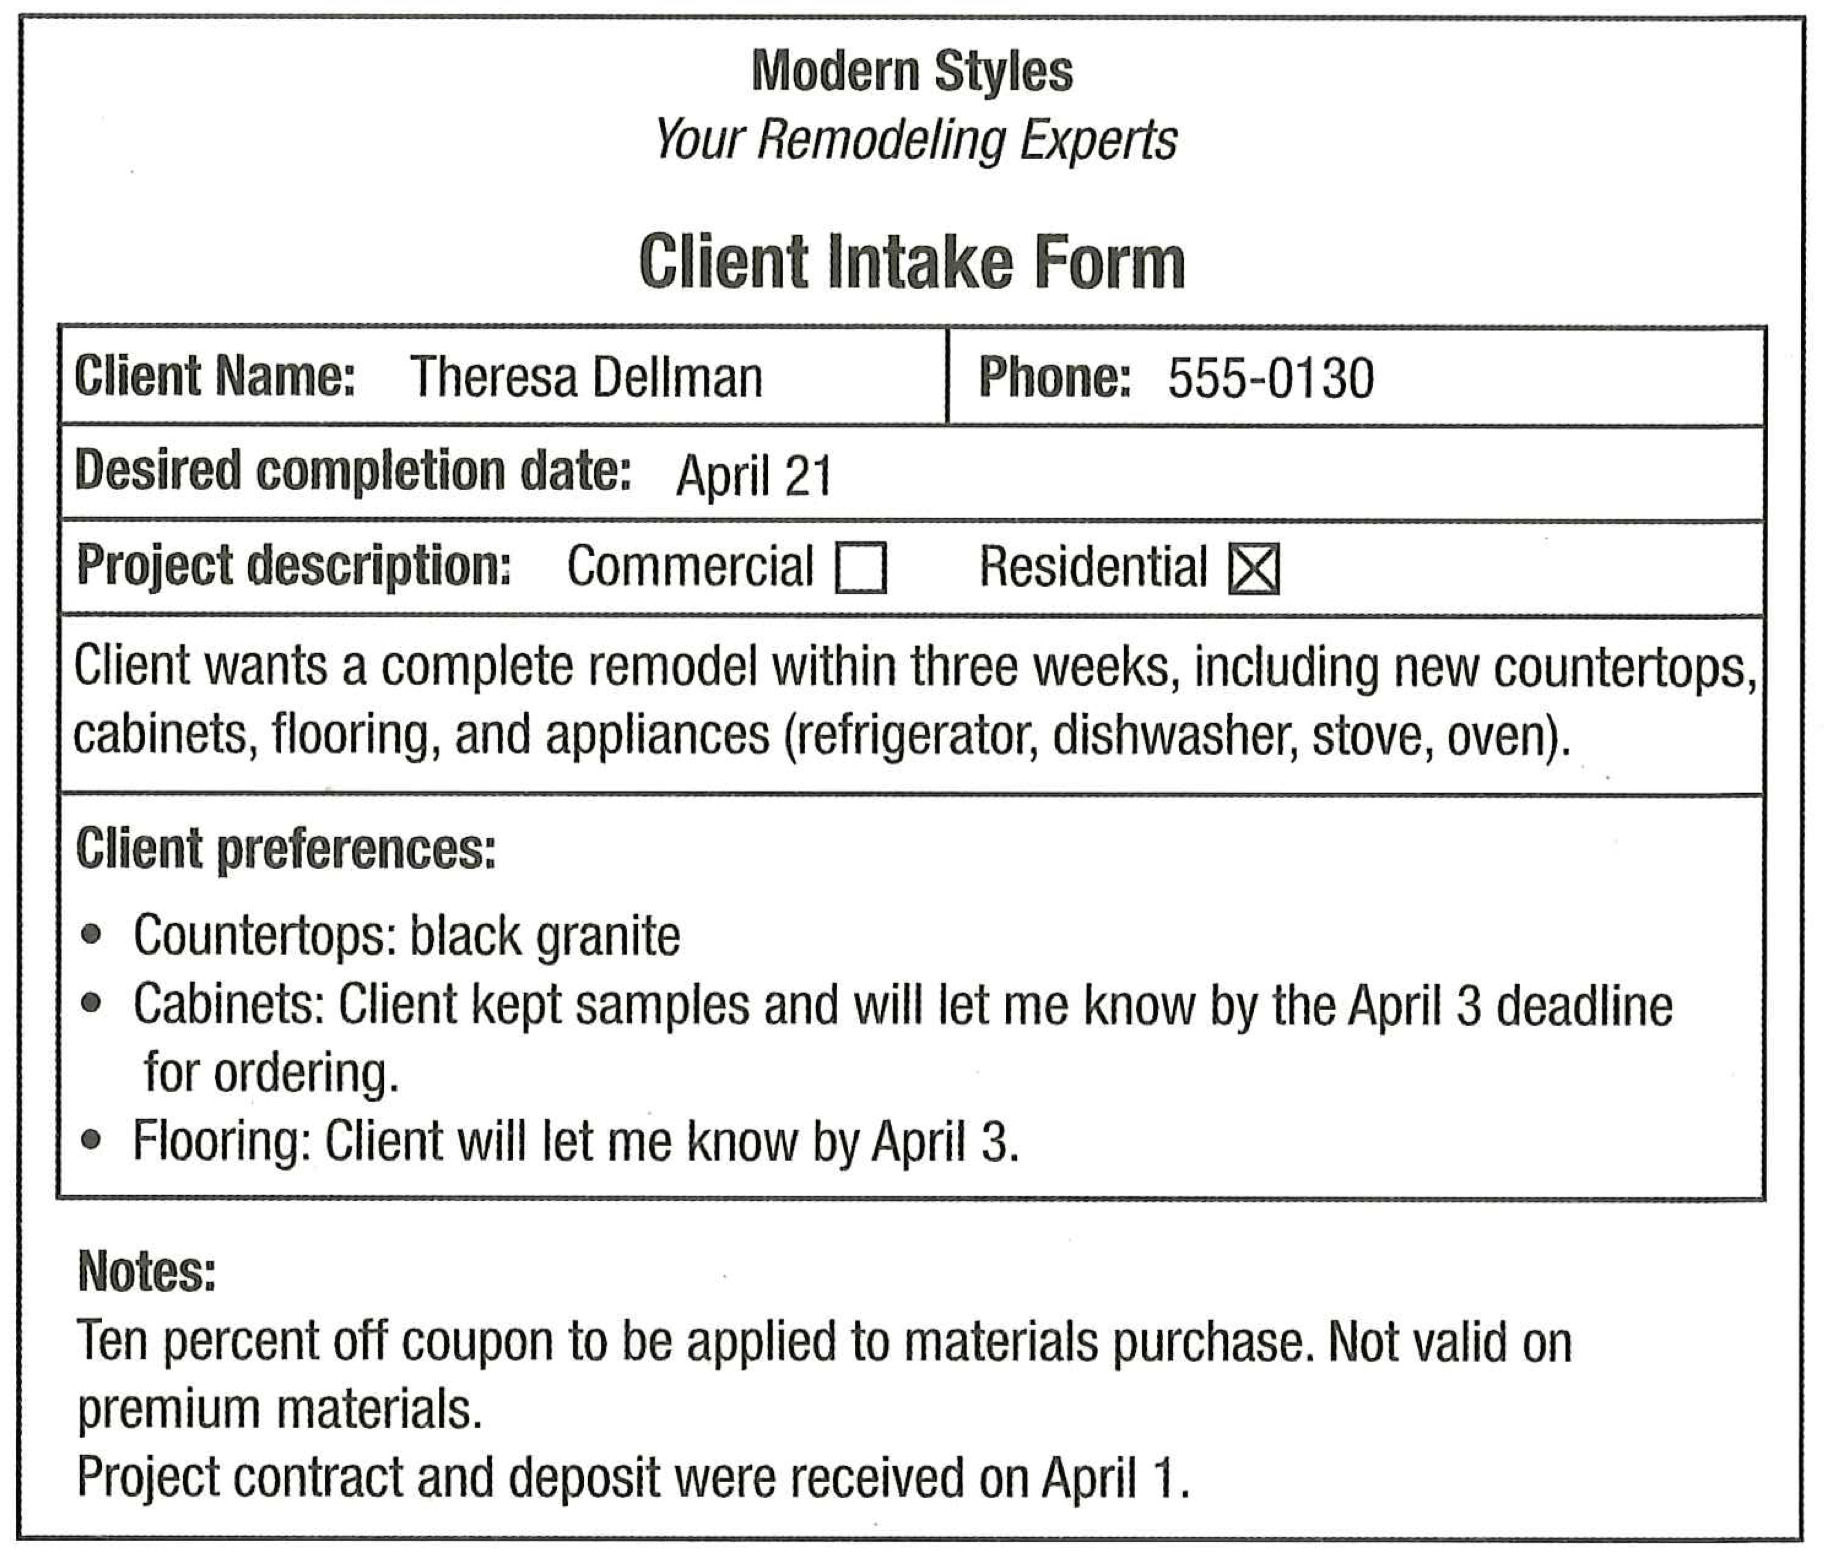 Modern Styles
Your Remodeling Experts
Client Intake Form
Client Name: Theresa Dellman Phone: 555-0130
Desired completion date: April 21
Project description: Commercial ☐ Residential ☒
Client wants a complete remodel within three weeks, including new countertops,
cabinets, flooring, and appliances (refrigerator, dishwasher, stove, oven).
Client preferences:
• Countertops: black granite
• Cabinets: Client kept samples and will let me know by the April 3 deadline
for ordering.
• Flooring: Client will let me know by April 3.
Notes:
Ten percent off coupon to be applied to materials purchase. Not valid on
premium materials.
Project contract and deposit were received on April 1.